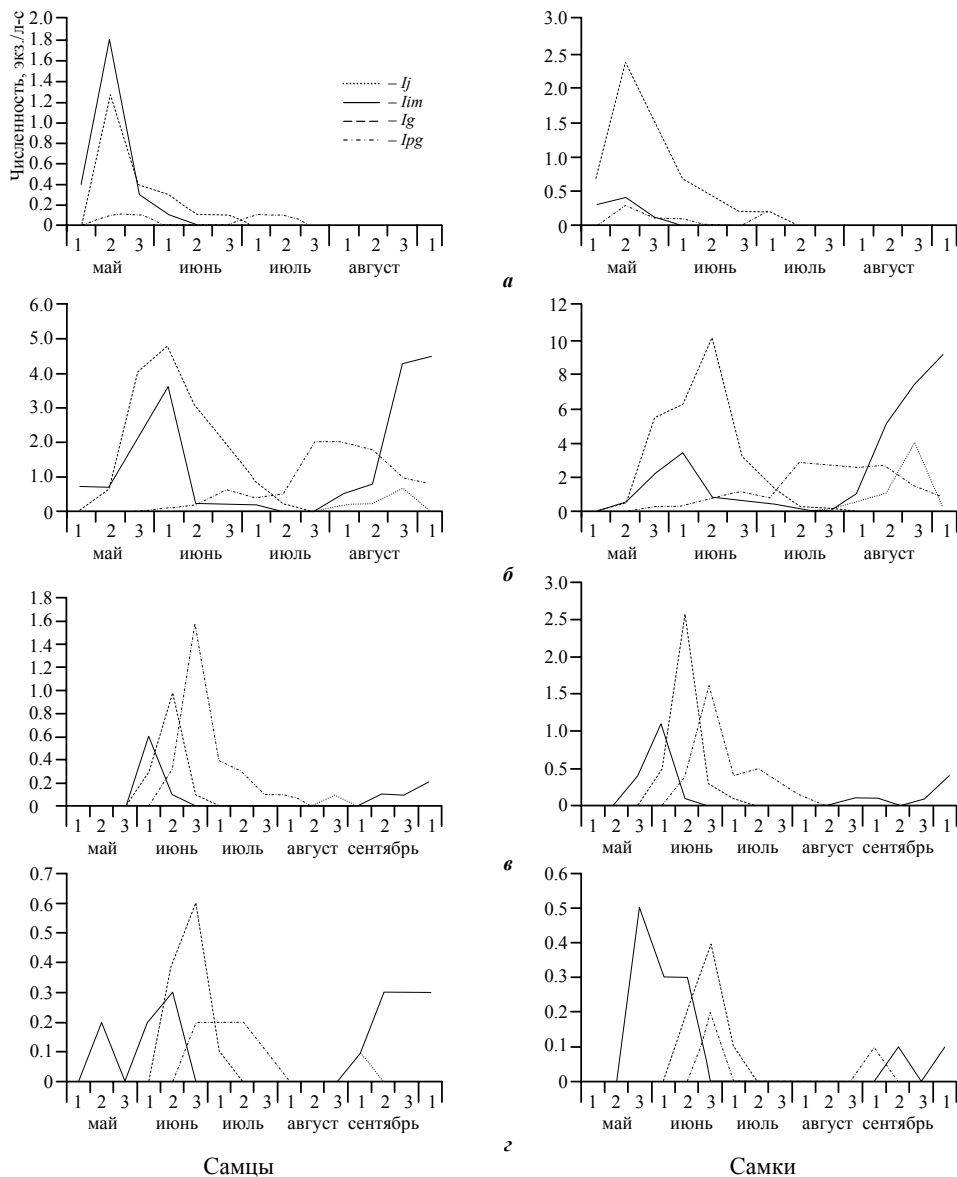 Численность, экз./л-с
2.0
1.8
1.6
1.4
1.2
1.0
0.8
0.6
0.4
0.2
0
– Ij
– Iim
– Ig
– Ipg
1 2 3 1 2 3 1 2 3 1 2 3 1
май июнь июль август
3.0
2.5
2.0
1.5
1.0
0.5
0
1 2 3 1 2 3 1 2 3 1 2 3 1
май июнь июль август
а
6.0
5.0
4.0
3.0
2.0
1.0
0
1 2 3 1 2 3 1 2 3 1 2 3 1
май июнь июль август
12
10
8
6
4
2
0
1 2 3 1 2 3 1 2 3 1 2 3 1
май июнь июль август
б
1.8
1.6
1.4
1.2
1.0
0.8
0.6
0.4
0.2
0
1 2 3 1 2 3 1 2 3 1 2 3 1 2 3 1
май июнь июль август сентябрь
3.0
2.5
2.0
1.5
1.0
0.5
0
1 2 3 1 2 3 1 2 3 1 2 3 1 2 3 1
май июнь июль август сентябрь
в
0.7
0.6
0.5
0.4
0.3
0.2
0.1
0
1 2 3 1 2 3 1 2 3 1 2 3 1 2 3 1
май июнь июль август сентябрь
0.6
0.5
0.4
0.3
0.2
0.1
0
1 2 3 1 2 3 1 2 3 1 2 3 1 2 3 1
май июнь июль август сентябрь
г
Самцы Самки